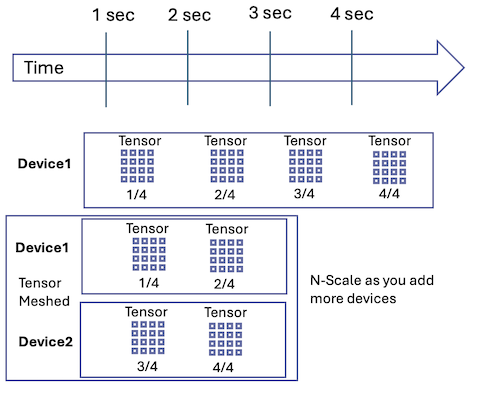 1 sec 2 sec 3 sec 4 sec
Time
Tensor Tensor Tensor Tensor
Device1
1/4 2/4 3/4 4/4
Tensor Tensor
Device1
Tensor
Meshed
1/4 2/4
N-Scale as you add
more devices
Tensor Tensor
Device2
3/4 4/4